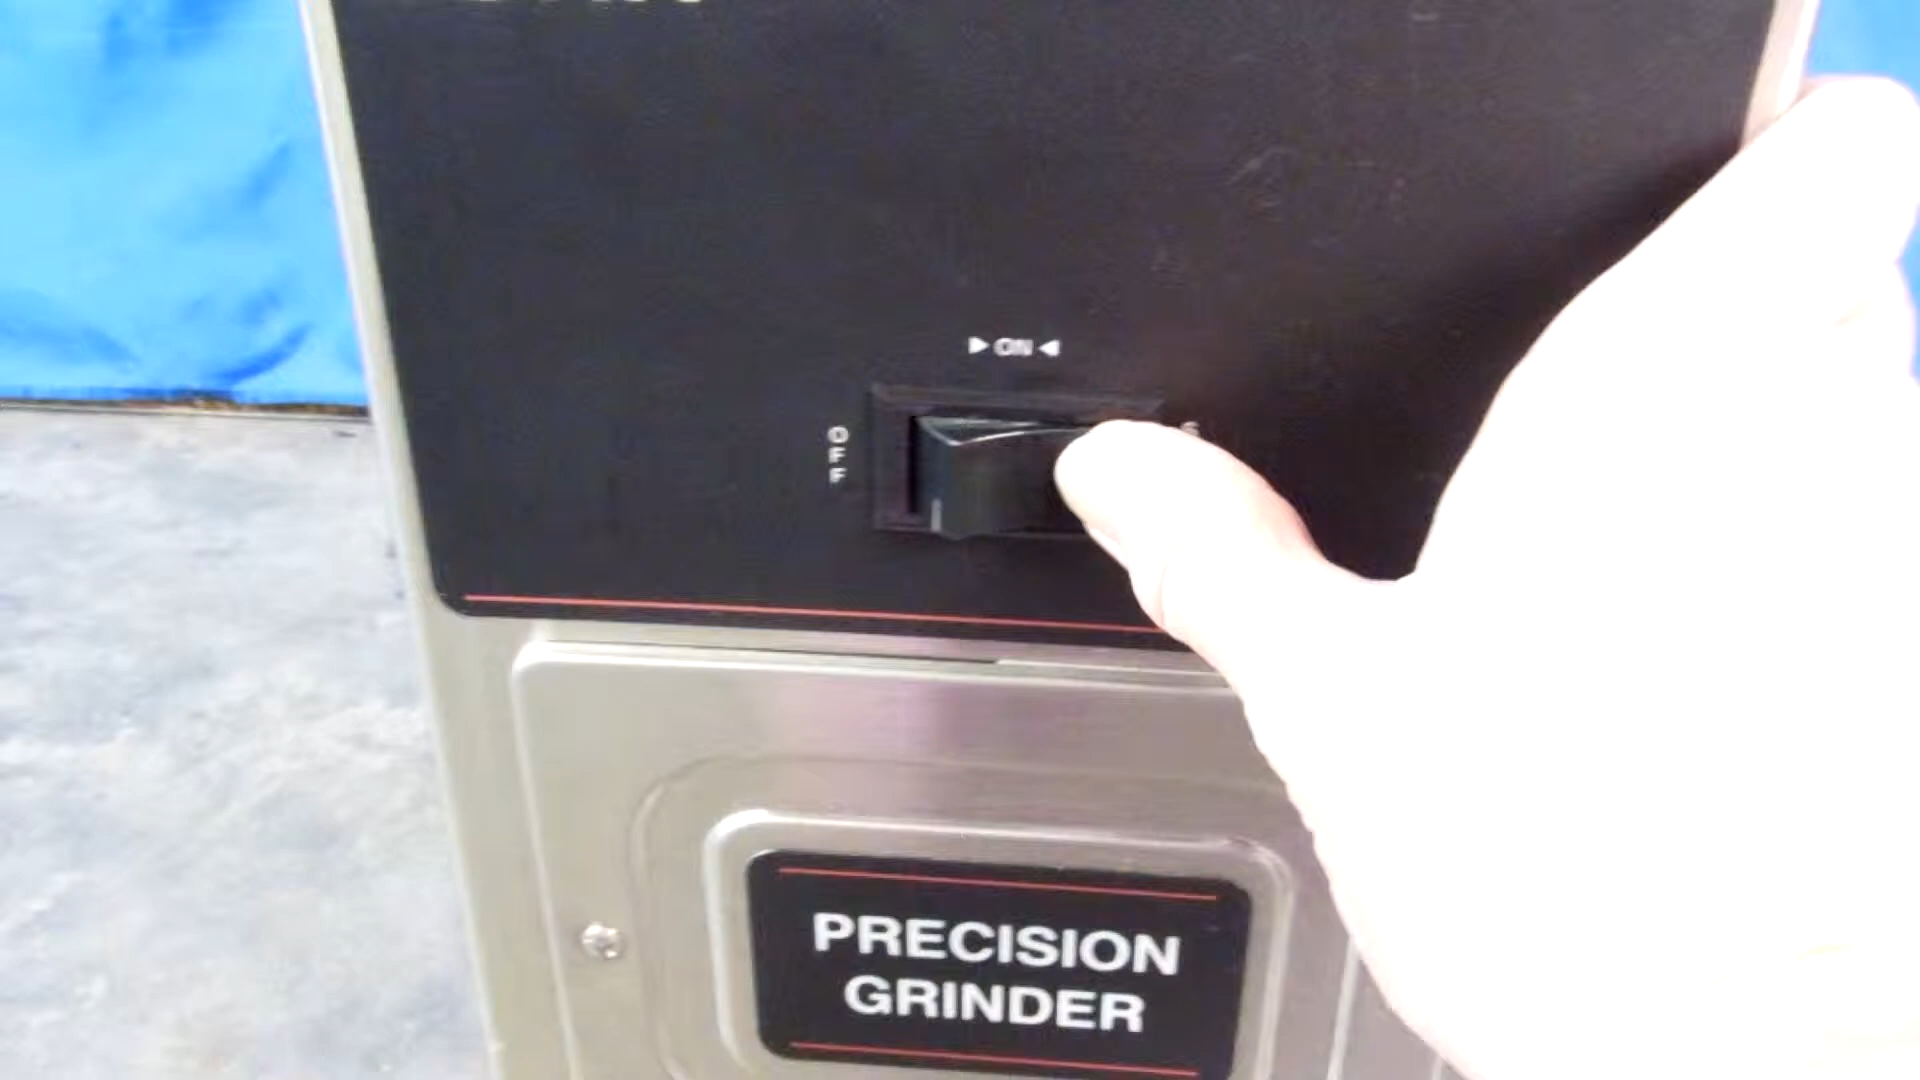 ▶ ON ◀
OFF
S
PRECISION
GRINDER